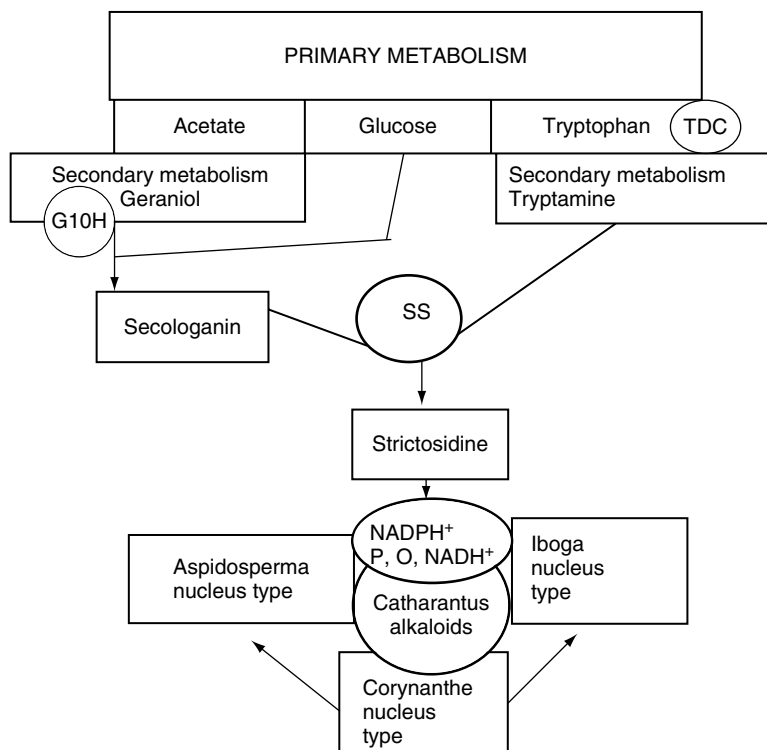 PRIMARY METABOLISM
Acetate
Glucose
Tryptophan
TDC
Secondary metabolism
Geraniol
G10H
Secondary metabolism
Tryptamine
Secologanin
SS
Strictosidine
NADPH⁺
P, O, NADH⁺
Aspidosperma
nucleus type
Catharantus
alkaloids
Iboga
nucleus
type
Corynanthe
nucleus
type